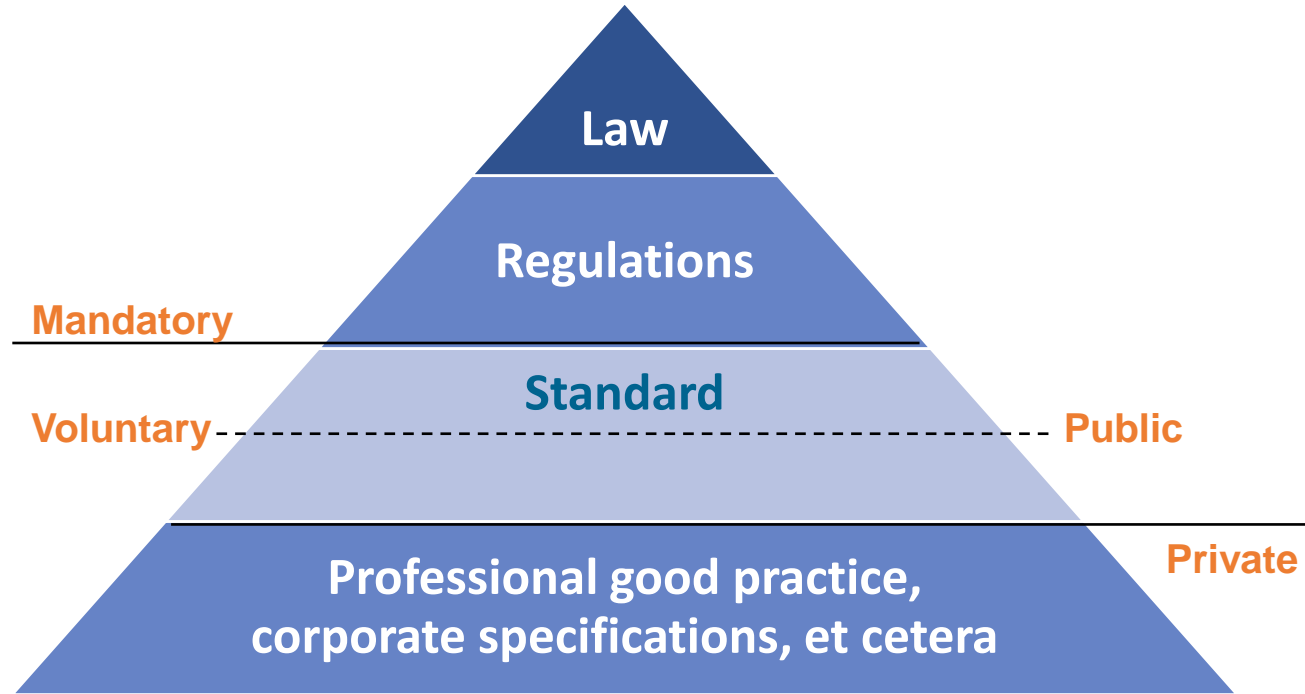 Law
Regulations
Mandatory
Standard
Voluntary
Public
Private
Professional good practice,
corporate specifications, et cetera